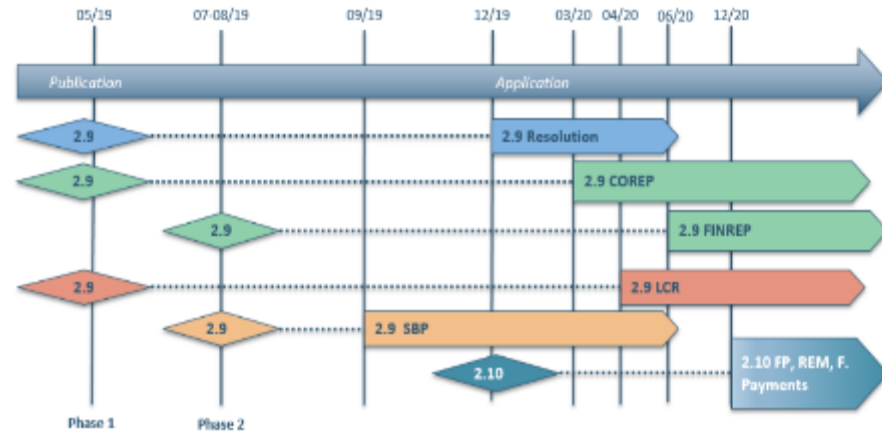 05/19 07-08/19 09/19 12/19 03/20 04/20 06/20 12/20
Publication Application
2.9 2.9 Resolution
2.9 2.9 COREP
2.9 2.9 FINREP
2.9 2.9 LCR
2.9 2.9 SBP
2.10 2.10 FP, REM, F.
Payments
Phase 1 Phase 2